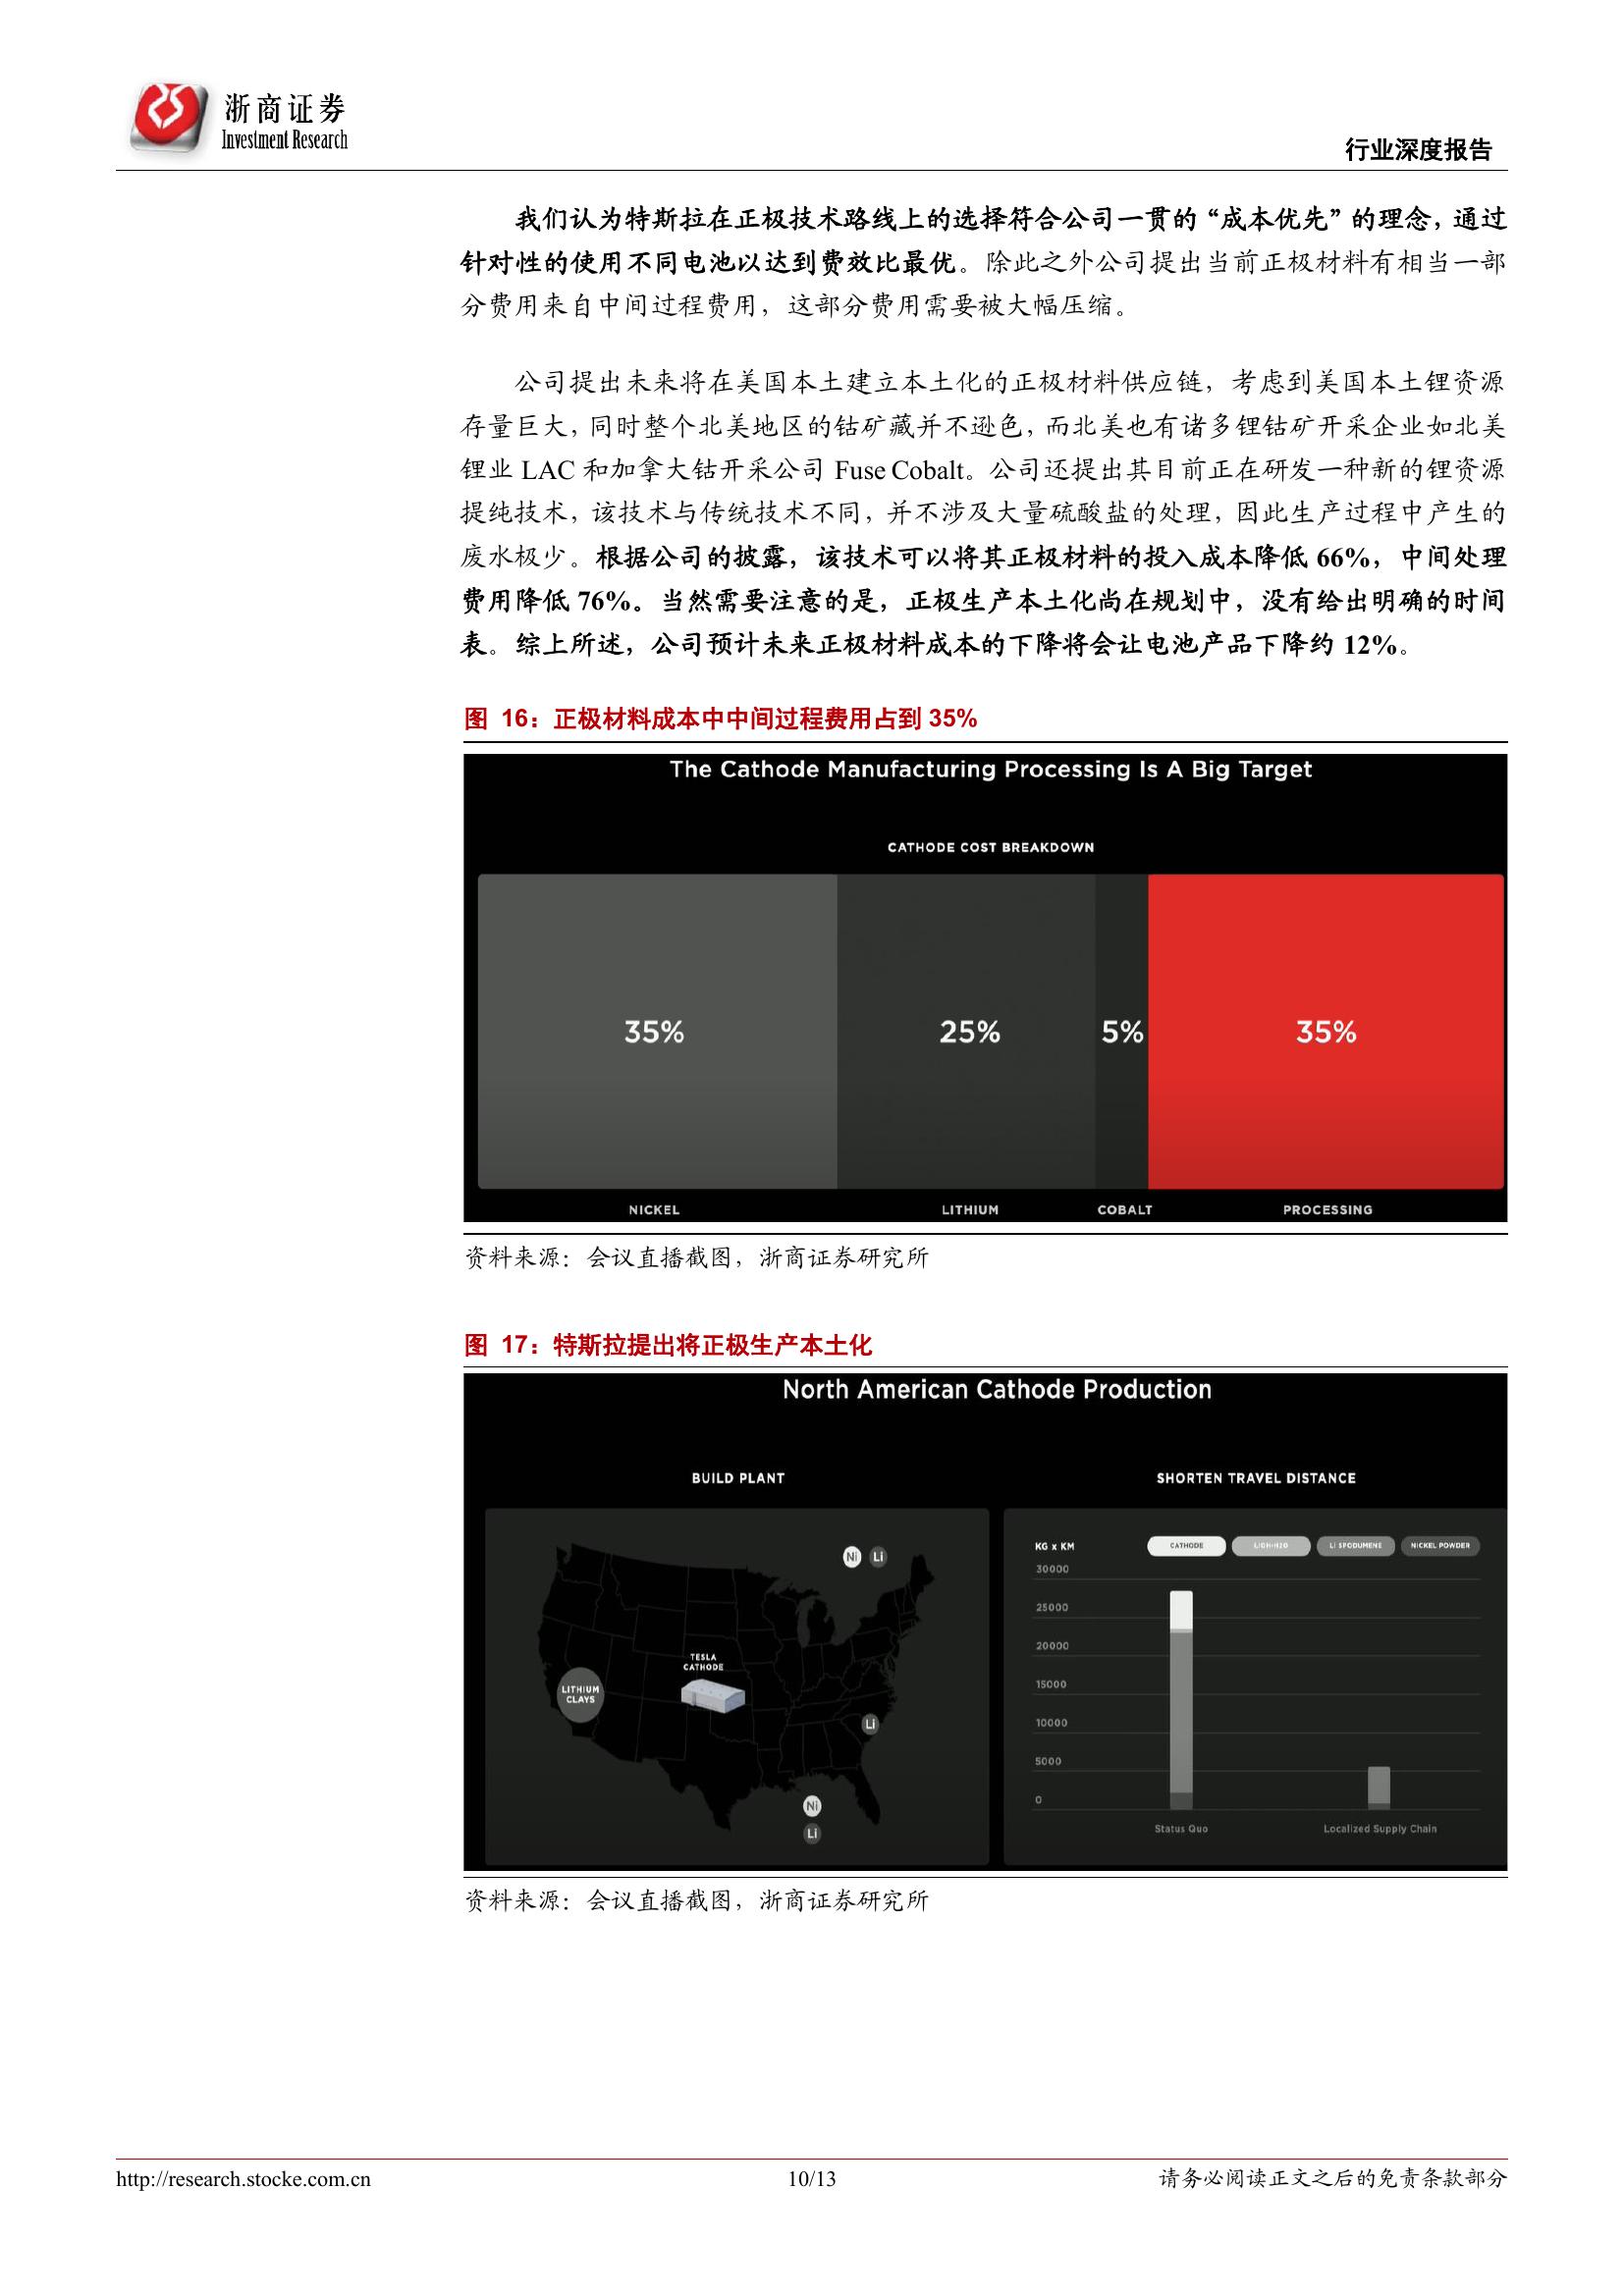 浙商证券
Investment Research
行业深度报告
我们认为特斯拉在正极技术路线上的选择符合公司一贯的“成本优先”的理念，通过
针对性的使用不同电池以达到费效比最优。除此之外公司提出当前正极材料有相当一部
分费用来自中间过程费用，这部分费用需要被大幅压缩。
公司提出未来将在美国本土建立本土化的正极材料供应链，考虑到美国本土锂资源
存量巨大，同时整个北美地区的钴矿藏并不逊色，而北美也有诸多锂钴矿开采企业如北美
锂业 LAC 和加拿大钴开采公司 Fuse Cobalt。公司还提出其目前正在研发一种新的锂资源
提纯技术，该技术与传统技术不同，并不涉及大量硫酸盐的处理，因此生产过程中产生的
废水极少。根据公司的披露，该技术可以将其正极材料的投入成本降低 66%，中间处理
费用降低 76%。当然需要注意的是，正极生产本土化尚在规划中，没有给出明确的时间
表。综上所述，公司预计未来正极材料成本的下降将会让电池产品下降约 12%。
图 16：正极材料成本中中间过程费用占到 35%
The Cathode Manufacturing Processing Is A Big Target
CATHODE COST BREAKDOWN
35% 25% 5% 35%
NICKEL LITHIUM COBALT PROCESSING
资料来源：会议直播截图，浙商证券研究所
图 17：特斯拉提出将正极生产本土化
North American Cathode Production
BUILD PLANT
Ni Li
TESLA
CATHODE
LITHIUM
CLAYS
Li
Ni
Li
SHORTEN TRAVEL DISTANCE
KG x KM
CATHODE LIOH-H2O LI SPODUMENE NICKEL POWDER
30000
25000
20000
15000
10000
5000
0
Status Quo Localized Supply Chain
资料来源：会议直播截图，浙商证券研究所
http://research.stocke.com.cn 10/13 请务必阅读正文之后的免责条款部分